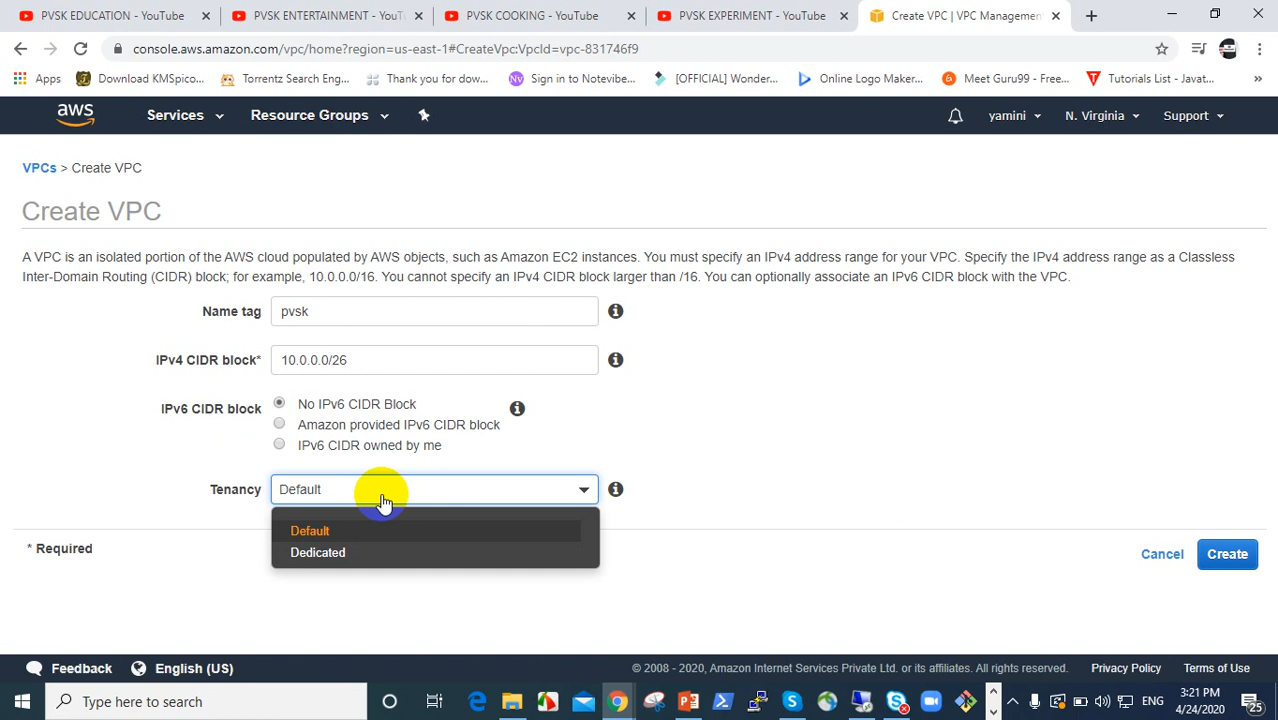 PVSK EDUCATION - YouTube
PVSK ENTERTAINMENT - YouT
PVSK COOKING - YouTube
PVSK EXPERIMENT - YouTube
Create VPC | VPC Managemen
console.aws.amazon.com/vpc/home?region=us-east-1#CreateVpc:VpcId=vpc-831746f9
Apps
Download KMSpico...
Torrentz Search Eng...
Thank you for dow...
Nv
Sign in to Notevibe...
[OFFICIAL] Wonder...
Online Logo Maker...
Meet Guru99 - Free...
Tutorials List - Javat...
»
aws
Services
Resource Groups
yamini
N. Virginia
Support
VPCs > Create VPC
Create VPC
A VPC is an isolated portion of the AWS cloud populated by AWS objects, such as Amazon EC2 instances. You must specify an IPv4 address range for your VPC. Specify the IPv4 address range as a Classless
Inter-Domain Routing (CIDR) block; for example, 10.0.0.0/16. You cannot specify an IPv4 CIDR block larger than /16. You can optionally associate an IPv6 CIDR block with the VPC.
Name tag
pvsk
IPv4 CIDR block*
10.0.0.0/26
IPv6 CIDR block
No IPv6 CIDR Block
Amazon provided IPv6 CIDR block
IPv6 CIDR owned by me
Tenancy
Default
Default
Dedicated
* Required
Cancel
Create
Feedback
English (US)
© 2008 - 2020, Amazon Internet Services Private Ltd. or its affiliates. All rights reserved.
Privacy Policy
Terms of Use
Type here to search
ENG
3:21 PM
4/24/2020
25